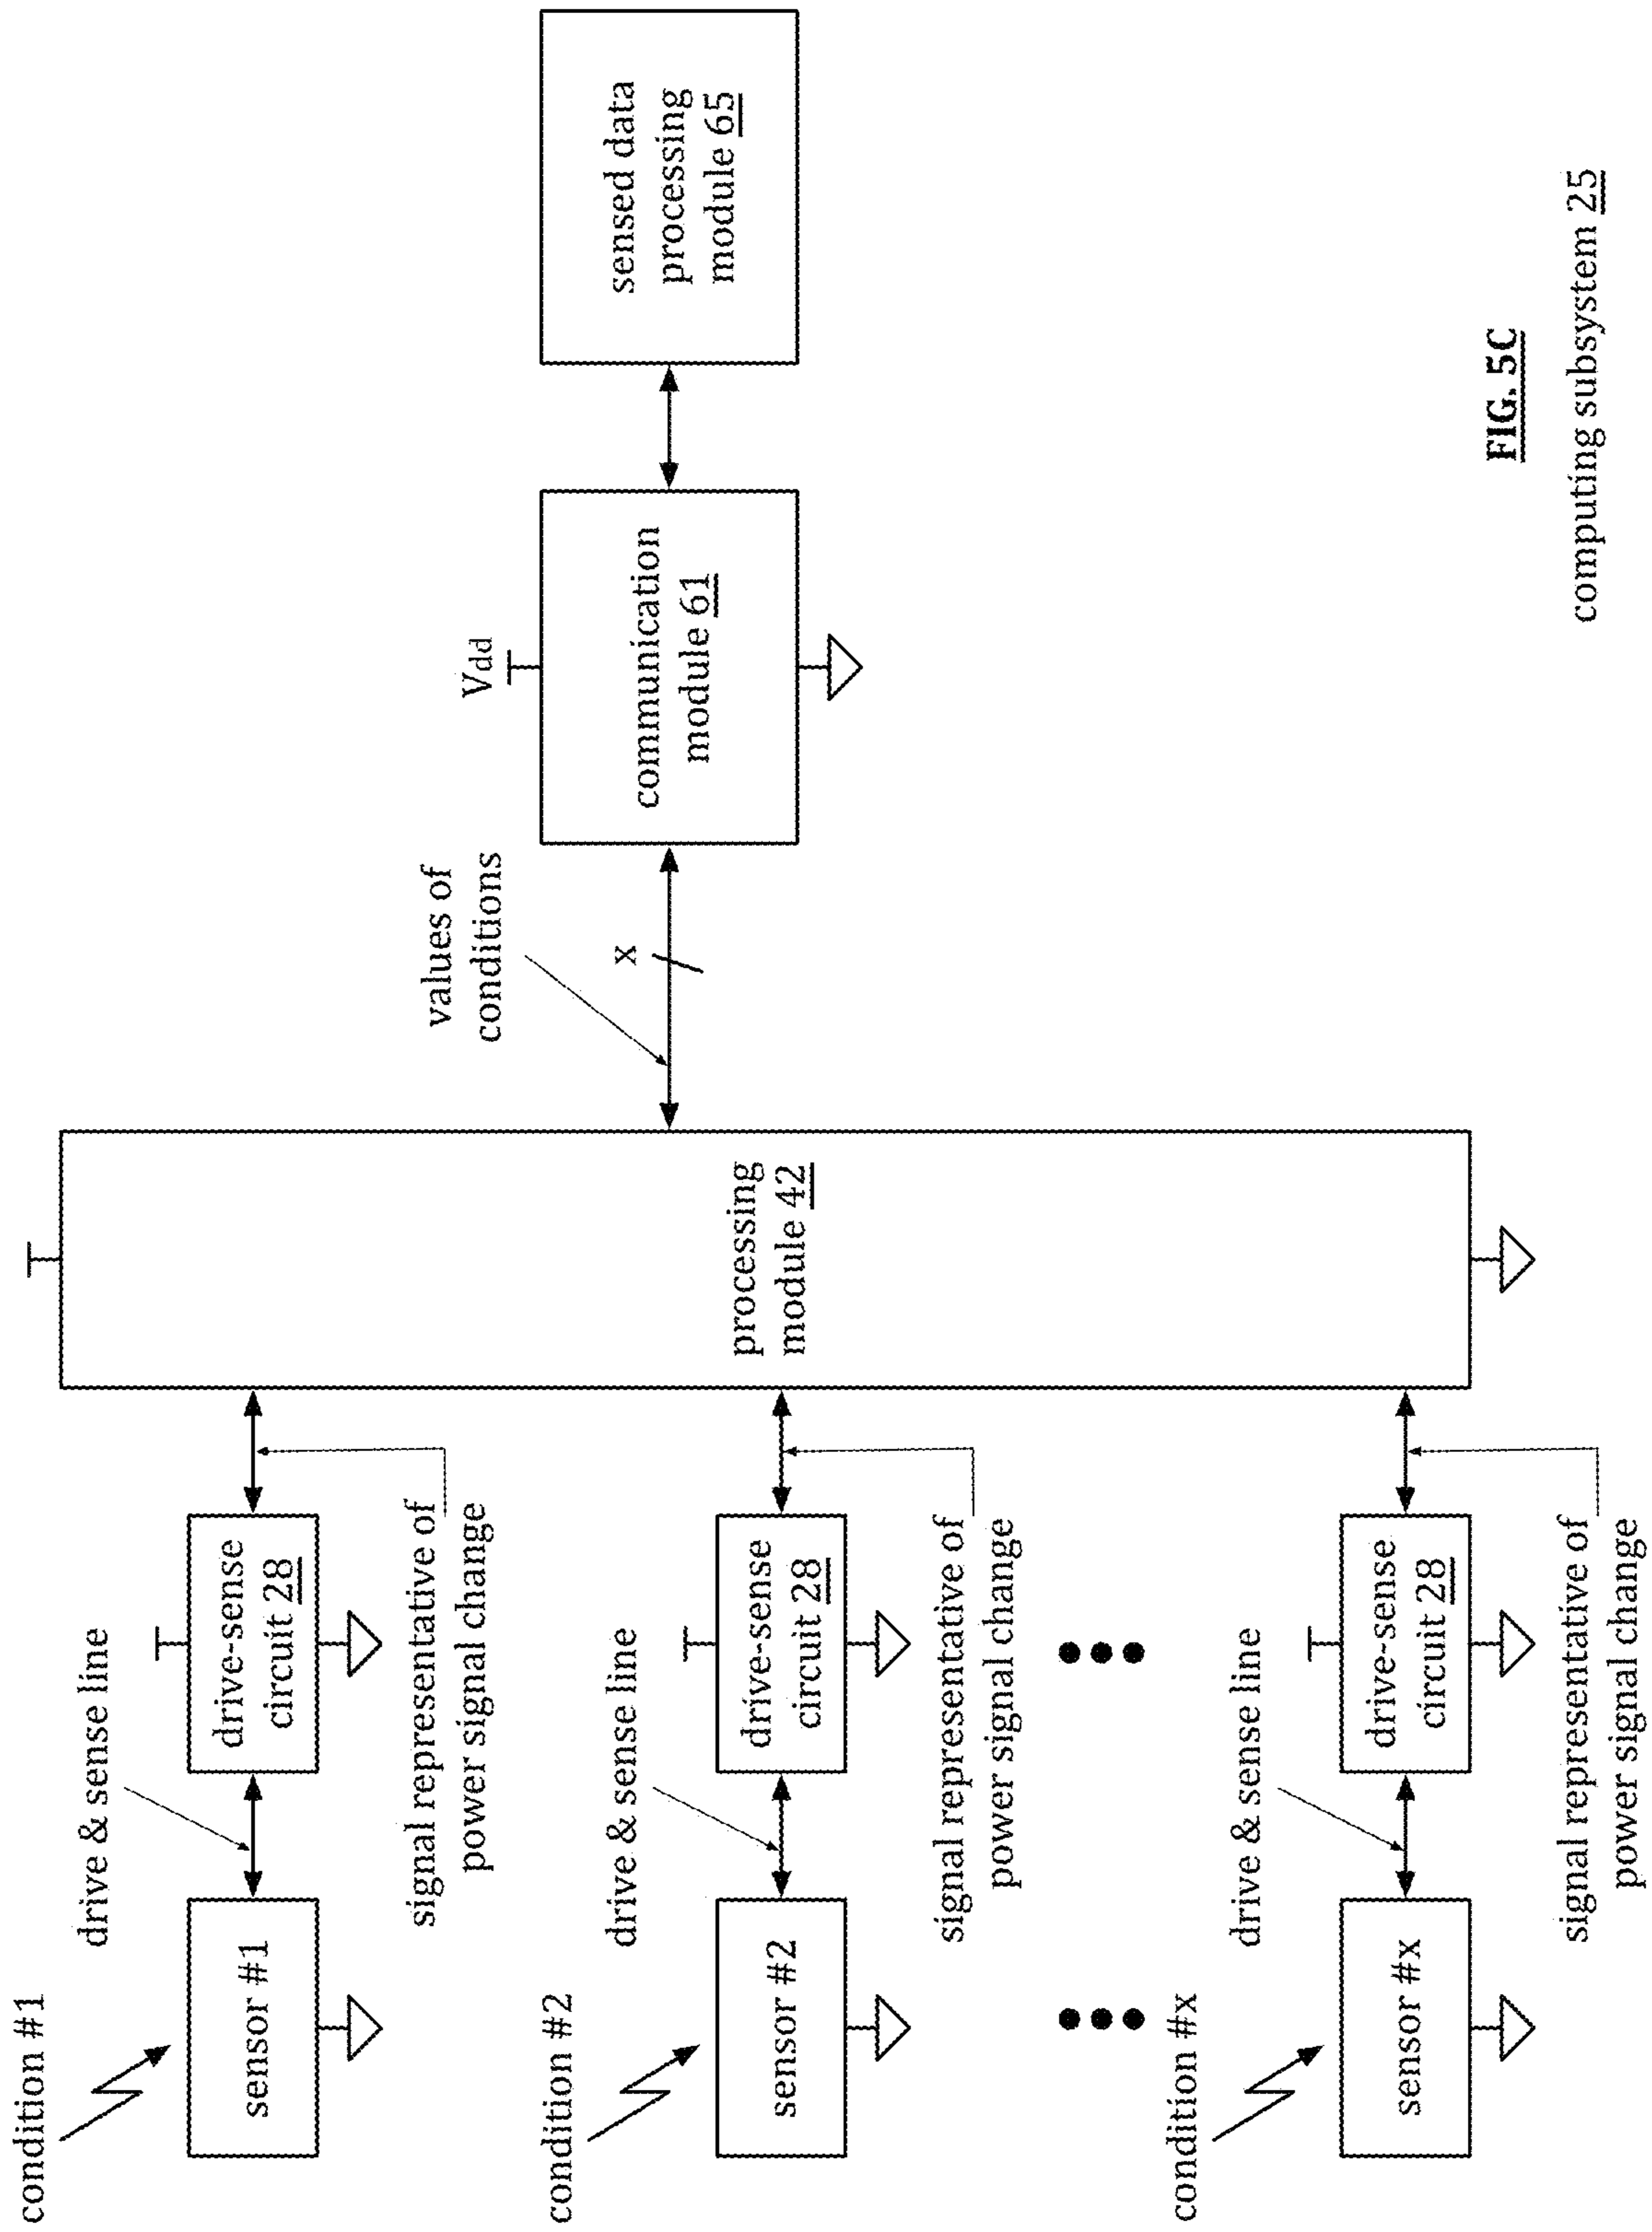 condition #1
drive & sense line
sensor #1
drive-sense
circuit 28
signal representative of
power signal change
condition #2
drive & sense line
sensor #2
drive-sense
circuit 28
signal representative of
power signal change
condition #x
drive & sense line
sensor #x
drive-sense
circuit 28
signal representative of
power signal change
processing
module 42
values of
conditions
x
Vdd
communication
module 61
sensed data
processing
module 65
FIG. 5C
computing subsystem 25